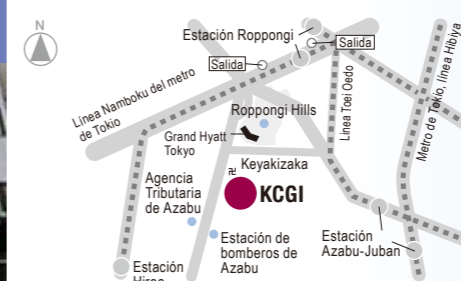 N
Estación Roppongi
Salida
Salida
Línea Namboku del metro
de Tokio
Roppongi Hills
Línea Toei Oedo
Metro de Tokio, línea Hibiya
Grand Hyatt
Tokyo
卍 Keyakizaka
Agencia
Tributaria
de Azabu
KCGI
Estación de
bomberos de
Azabu
Estación
Azabu-Juban
Estación